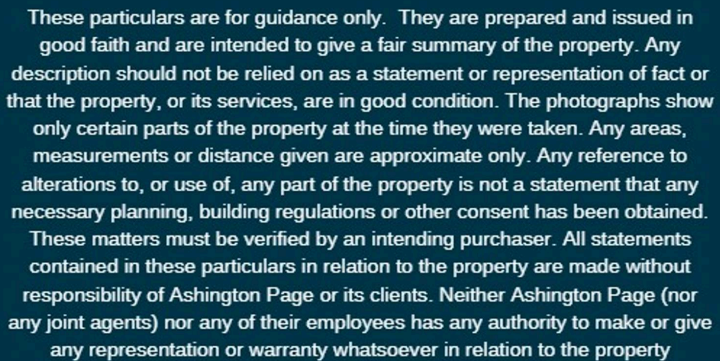 These particulars are for guidance only.  They are prepared and issued in
good faith and are intended to give a fair summary of the property. Any
description should not be relied on as a statement or representation of fact or
that the property, or its services, are in good condition. The photographs show
only certain parts of the property at the time they were taken. Any areas,
measurements or distance given are approximate only. Any reference to
alterations to, or use of, any part of the property is not a statement that any
necessary planning, building regulations or other consent has been obtained.
These matters must be verified by an intending purchaser. All statements
contained in these particulars in relation to the property are made without
responsibility of Ashington Page or its clients. Neither Ashington Page (nor
any joint agents) nor any of their employees has any authority to make or give
any representation or warranty whatsoever in relation to the property